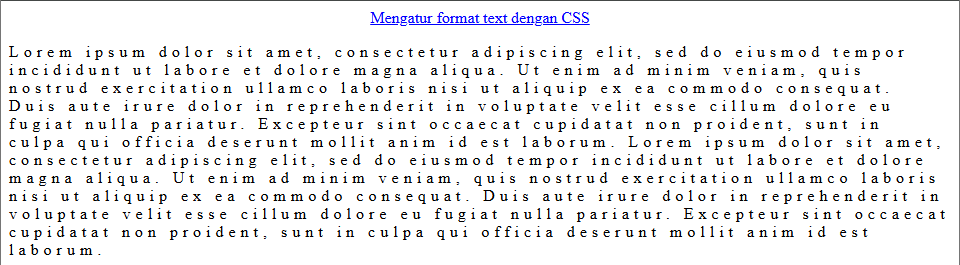 Mengatur format text dengan CSS
Lorem ipsum dolor sit amet, consectetur adipiscing elit, sed do eiusmod tempor
incididunt ut labore et dolore magna aliqua. Ut enim ad minim veniam, quis
nostrud exercitation ullamco laboris nisi ut aliquip ex ea commodo consequat.
Duis aute irure dolor in reprehenderit in voluptate velit esse cillum dolore eu
fugiat nulla pariatur. Excepteur sint occaecat cupidatat non proident, sunt in
culpa qui officia deserunt mollit anim id est laborum. Lorem ipsum dolor sit amet,
consectetur adipiscing elit, sed do eiusmod tempor incididunt ut labore et dolore
magna aliqua. Ut enim ad minim veniam, quis nostrud exercitation ullamco laboris
nisi ut aliquip ex ea commodo consequat. Duis aute irure dolor in reprehenderit in
voluptate velit esse cillum dolore eu fugiat nulla pariatur. Excepteur sint occaecat
cupidatat non proident, sunt in culpa qui officia deserunt mollit anim id est
laborum.